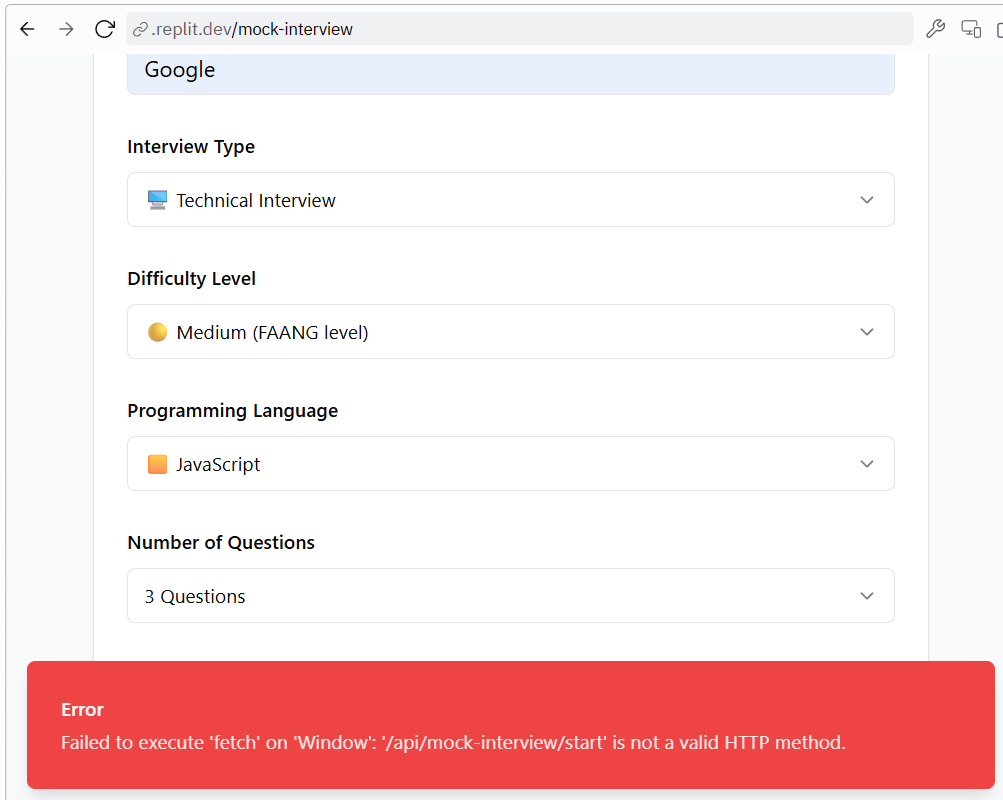 .replit.dev/mock-interview
Google
Interview Type
Technical Interview
Difficulty Level
Medium (FAANG level)
Programming Language
JavaScript
Number of Questions
3 Questions
Error
Failed to execute 'fetch' on 'Window': '/api/mock-interview/start' is not a valid HTTP method.